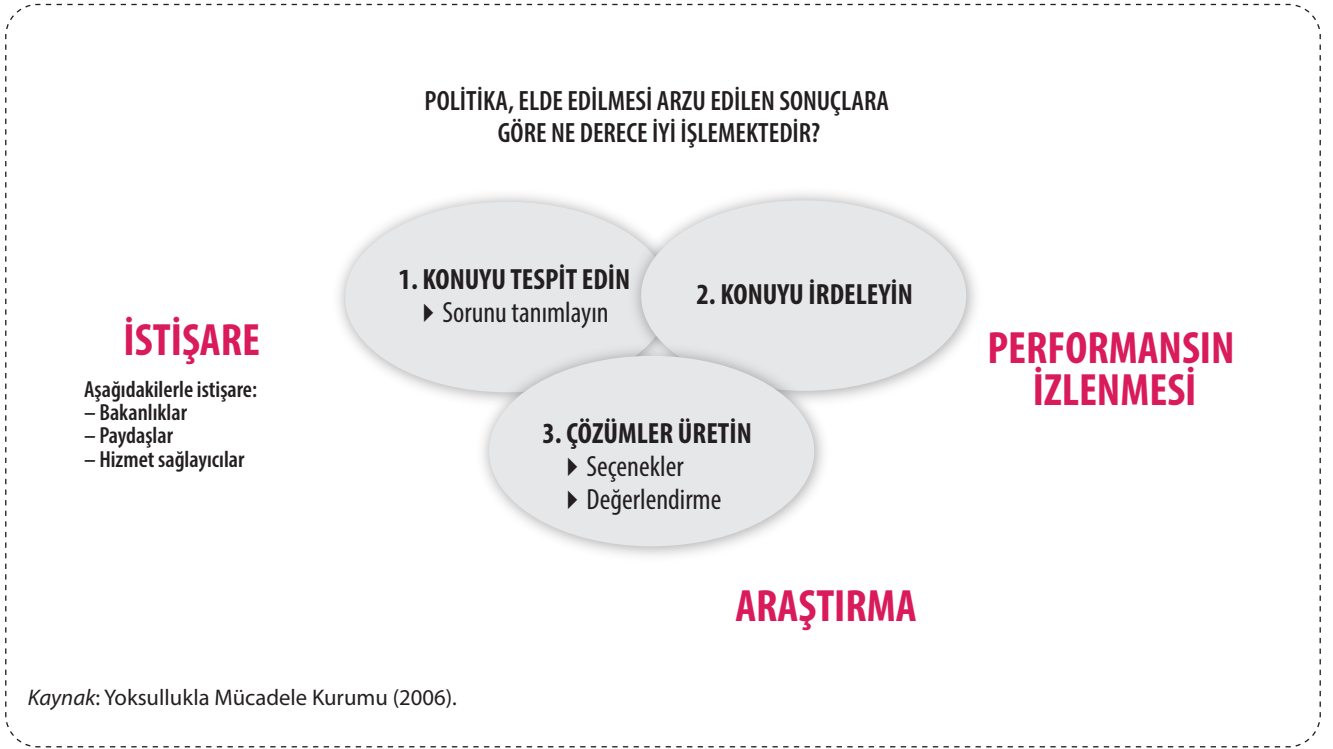 POLİTİKA, ELDE EDİLMESİ ARZU EDİLEN SONUÇLARA
GÖRE NE DERECE İYİ İŞLEMEKTEDİR?
1. KONUYU TESPİT EDİN
▶ Sorunu tanımlayın
2. KONUYU İRDELEYİN
İSTİŞARE
Aşağıdakilerle istişare:
– Bakanlıklar
– Paydaşlar
– Hizmet sağlayıcılar
PERFORMANSIN
İZLENMESİ
3. ÇÖZÜMLER ÜRETİN
▶ Seçenekler
▶ Değerlendirme
ARAŞTIRMA
Kaynak: Yoksullukla Mücadele Kurumu (2006).